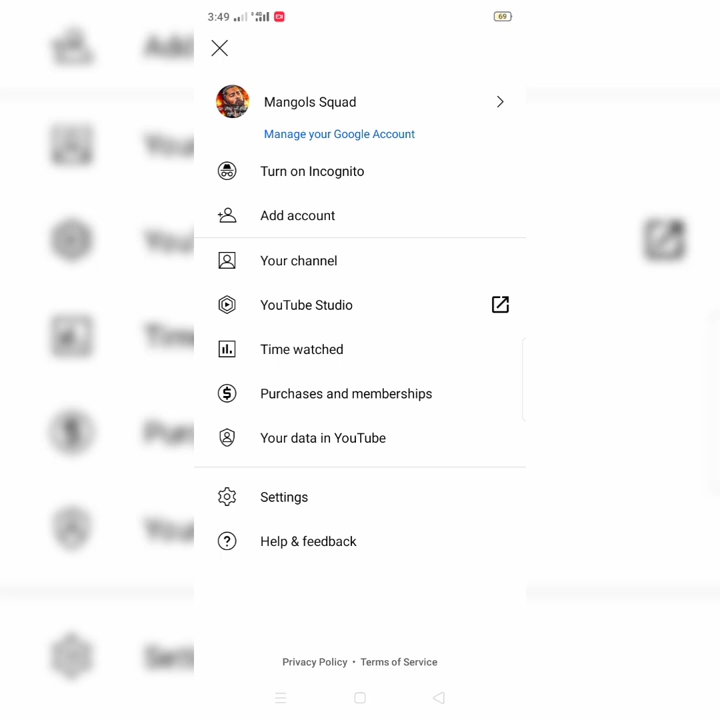 3:49
69
Mangols Squad
Manage your Google Account
Turn on Incognito
Add account
Your channel
YouTube Studio
Time watched
Purchases and memberships
Your data in YouTube
Settings
Help & feedback
Privacy Policy • Terms of Service